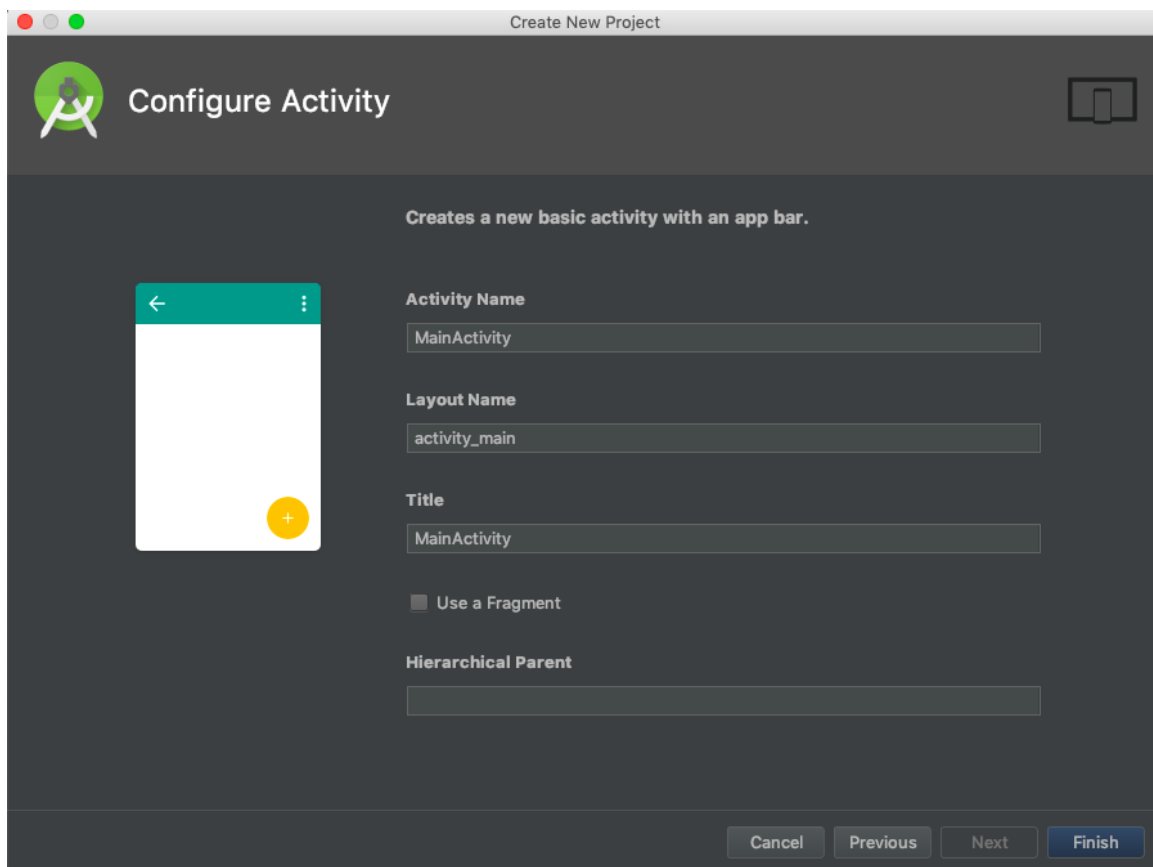 Create New Project
Configure Activity
Creates a new basic activity with an app bar.
Activity Name
MainActivity
Layout Name
activity_main
Title
MainActivity
Use a Fragment
Hierarchical Parent
Cancel Previous Next Finish